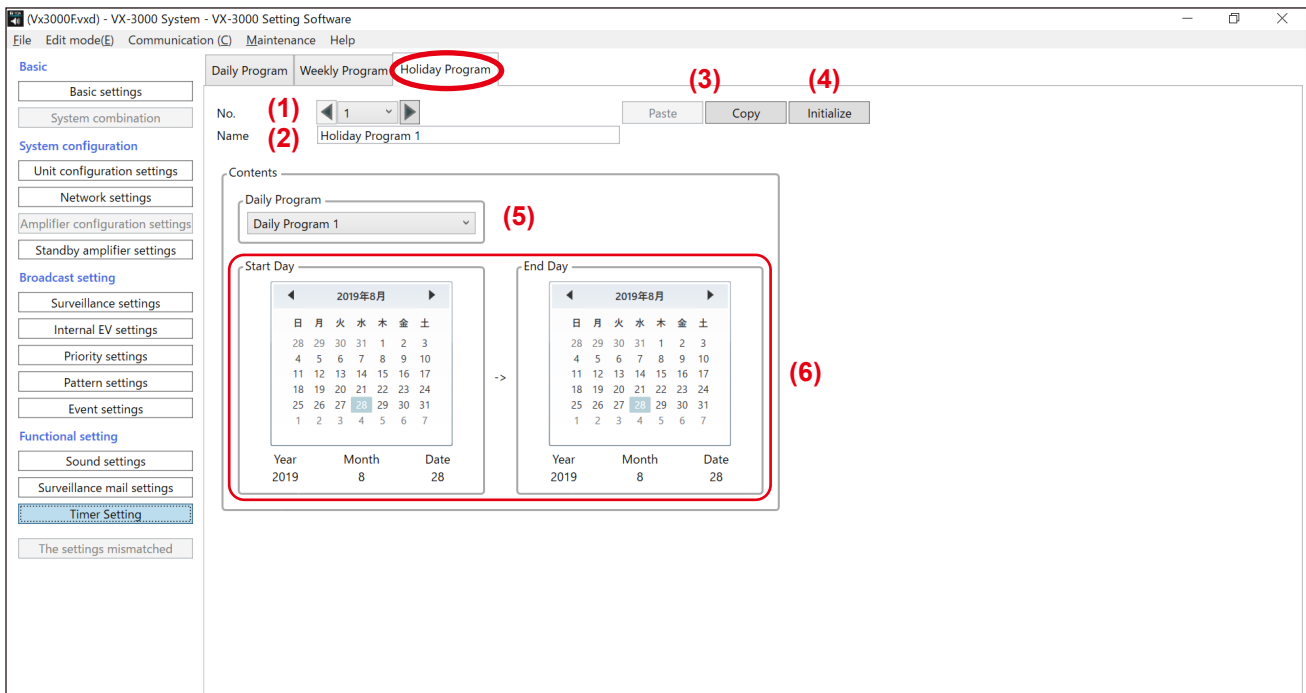 (Vx3000F.vxd) - VX-3000 System - VX-3000 Setting Software
File Edit mode(E) Communication (C) Maintenance Help
Basic
Basic settings
System combination
System configuration
Unit configuration settings
Network settings
Amplifier configuration settings
Standby amplifier settings
Broadcast setting
Surveillance settings
Internal EV settings
Priority settings
Pattern settings
Event settings
Functional setting
Sound settings
Surveillance mail settings
Timer Setting
The settings mismatched
Daily Program Weekly Program Holiday Program
(3) (4)
No. (1) 1 Paste Copy Initialize
Name (2) Holiday Program 1
Contents
Daily Program
Daily Program 1 (5)
Start Day
2019年8月
日 月 火 水 木 金 土
28 29 30 31 1 2 3
4 5 6 7 8 9 10
11 12 13 14 15 16 17
18 19 20 21 22 23 24
25 26 27 28 29 30 31
1 2 3 4 5 6 7
Year Month Date
2019 8 28
->
End Day
2019年8月
日 月 火 水 木 金 土
28 29 30 31 1 2 3
4 5 6 7 8 9 10
11 12 13 14 15 16 17
18 19 20 21 22 23 24
25 26 27 28 29 30 31
1 2 3 4 5 6 7
Year Month Date
2019 8 28
(6)